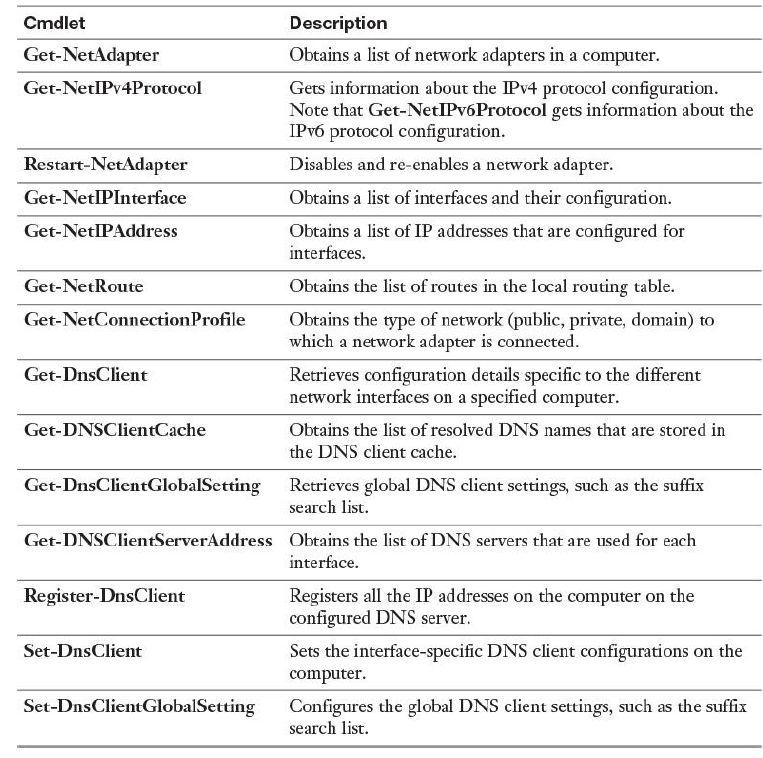 Cmdlet Description
Get-NetAdapter Obtains a list of network adapters in a computer.
Get-NetIPv4Protocol Gets information about the IPv4 protocol configuration.
Note that Get-NetIPv6Protocol gets information about the
IPv6 protocol configuration.
Restart-NetAdapter Disables and re-enables a network adapter.
Get-NetIPInterface Obtains a list of interfaces and their configuration.
Get-NetIPAddress Obtains a list of IP addresses that are configured for
interfaces.
Get-NetRoute Obtains the list of routes in the local routing table.
Get-NetConnectionProfile Obtains the type of network (public, private, domain) to
which a network adapter is connected.
Get-DnsClient Retrieves configuration details specific to the different
network interfaces on a specified computer.
Get-DNSClientCache Obtains the list of resolved DNS names that are stored in
the DNS client cache.
Get-DnsClientGlobalSetting Retrieves global DNS client settings, such as the suffix
search list.
Get-DNSClientServerAddress Obtains the list of DNS servers that are used for each
interface.
Register-DnsClient Registers all the IP addresses on the computer on the
configured DNS server.
Set-DnsClient Sets the interface-specific DNS client configurations on the
computer.
Set-DnsClientGlobalSetting Configures the global DNS client settings, such as the suffix
search list.